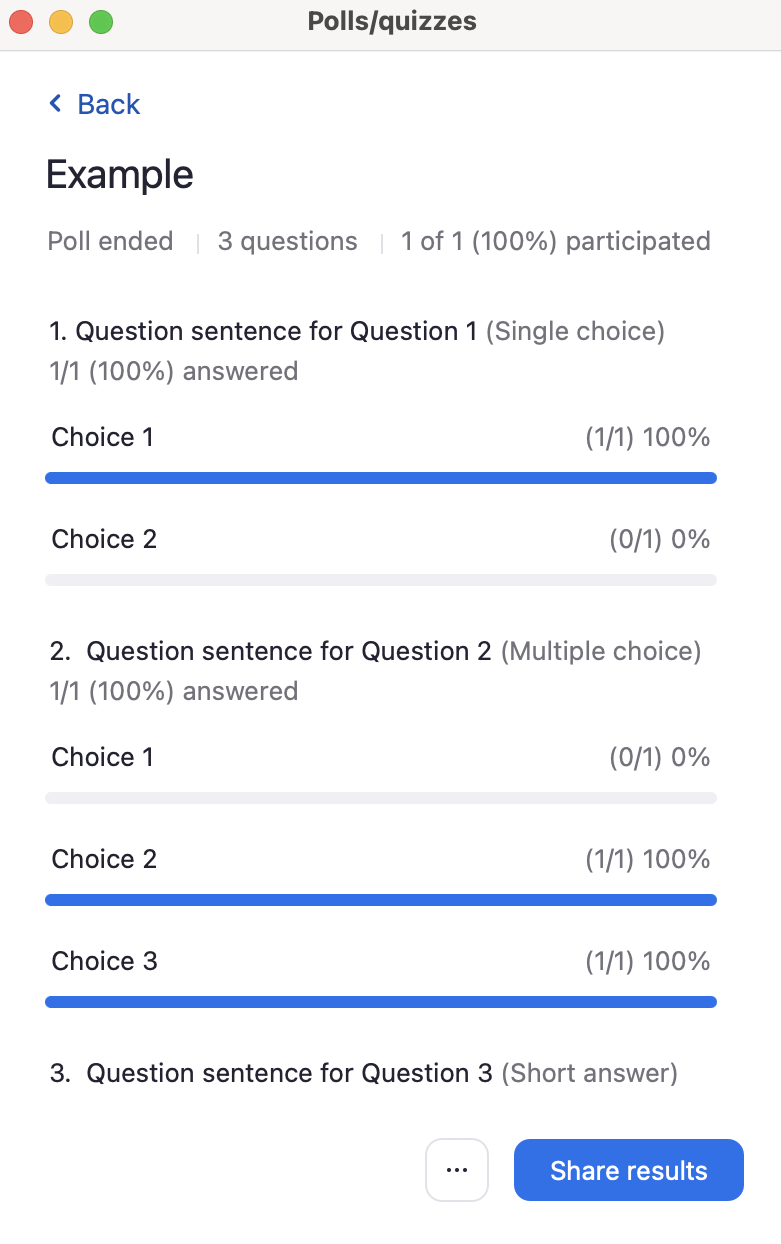 Polls/quizzes
Back
Example
Poll ended | 3 questions | 1 of 1 (100%) participated
1. Question sentence for Question 1 (Single choice)
1/1 (100%) answered
Choice 1 (1/1) 100%
Choice 2 (0/1) 0%
2. Question sentence for Question 2 (Multiple choice)
1/1 (100%) answered
Choice 1 (0/1) 0%
Choice 2 (1/1) 100%
Choice 3 (1/1) 100%
3. Question sentence for Question 3 (Short answer)
... Share results